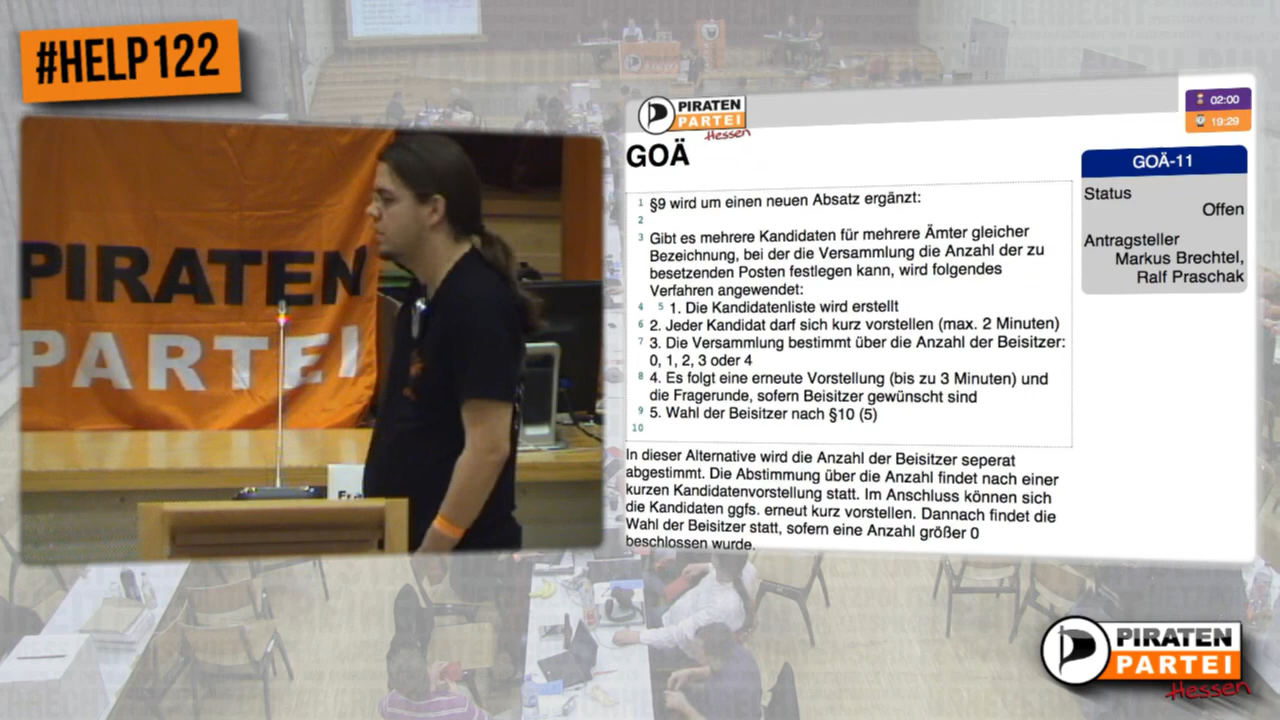 #HELP122
PIRATEN
PARTEI
PIRATEN
PARTEI
Hessen
02:00
19:29
GOÄ
GOÄ-11
Status
Offen
Antragsteller
Markus Brechtel,
Ralf Praschak
1 §9 wird um einen neuen Absatz ergänzt:
2
3 Gibt es mehrere Kandidaten für mehrere Ämter gleicher
Bezeichnung, bei der die Versammlung die Anzahl der zu
besetzenden Posten festlegen kann, wird folgendes
Verfahren angewendet:
4 5 1. Die Kandidatenliste wird erstellt
6 2. Jeder Kandidat darf sich kurz vorstellen (max. 2 Minuten)
7 3. Die Versammlung bestimmt über die Anzahl der Beisitzer:
0, 1, 2, 3 oder 4
8 4. Es folgt eine erneute Vorstellung (bis zu 3 Minuten) und
die Fragerunde, sofern Beisitzer gewünscht sind
9 5. Wahl der Beisitzer nach §10 (5)
10
In dieser Alternative wird die Anzahl der Beisitzer seperat
abgestimmt. Die Abstimmung über die Anzahl findet nach einer
kurzen Kandidatenvorstellung statt. Im Anschluss können sich
die Kandidaten ggfs. erneut kurz vorstellen. Dannach findet die
Wahl der Beisitzer statt, sofern eine Anzahl größer 0
beschlossen wurde.
PIRATEN
PARTEI
Hessen